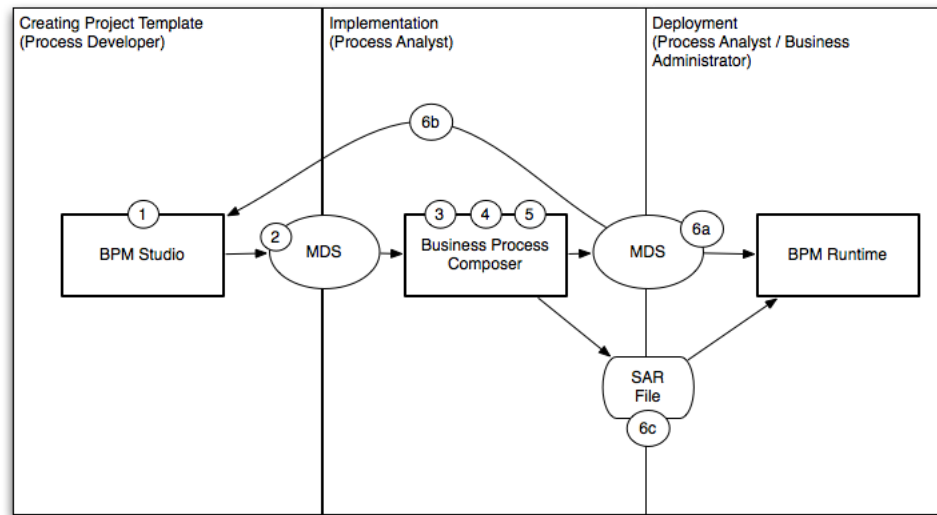 Creating Project Template
(Process Developer)
Implementation
(Process Analyst)
Deployment
(Process Analyst / Business
Administrator)
6b
1
BPM Studio
2
MDS
3
4
5
Business Process
Composer
MDS
6a
BPM Runtime
SAR
File
6c